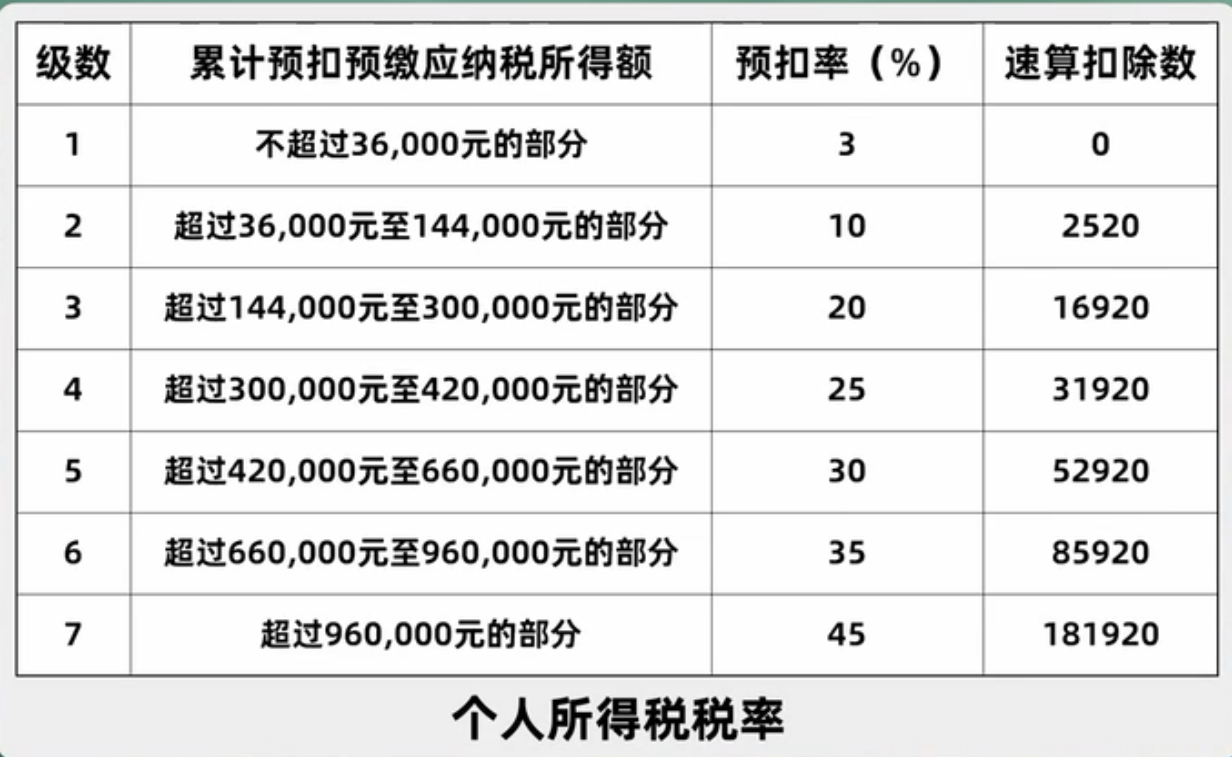 级数 累计预扣预缴应纳税所得额 预扣率（%） 速算扣除数
1 不超过36,000元的部分 3 0
2 超过36,000元至144,000元的部分 10 2520
3 超过144,000元至300,000元的部分 20 16920
4 超过300,000元至420,000元的部分 25 31920
5 超过420,000元至660,000元的部分 30 52920
6 超过660,000元至960,000元的部分 35 85920
7 超过960,000元的部分 45 181920
个人所得税税率